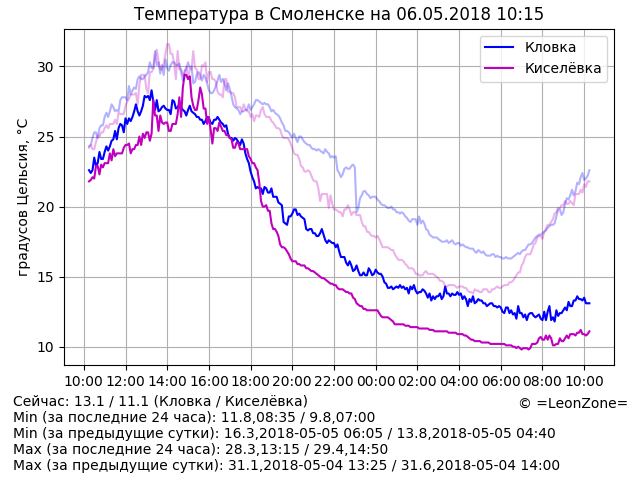 Температура в Смоленске на 06.05.2018 10:15
Кловка
Киселёвка
градусов Цельсия, °C
30
25
20
15
10
10:00 12:00 14:00 16:00 18:00 20:00 22:00 00:00 02:00 04:00 06:00 08:00 10:00
Сейчас: 13.1 / 11.1 (Кловка / Киселёвка)
© =LeonZone=
Min (за последние 24 часа): 11.8,08:35 / 9.8,07:00
Min (за предыдущие сутки): 16.3,2018-05-05 06:05 / 13.8,2018-05-05 04:40
Max (за последние 24 часа): 28.3,13:15 / 29.4,14:50
Max (за предыдущие сутки): 31.1,2018-05-04 13:25 / 31.6,2018-05-04 14:00